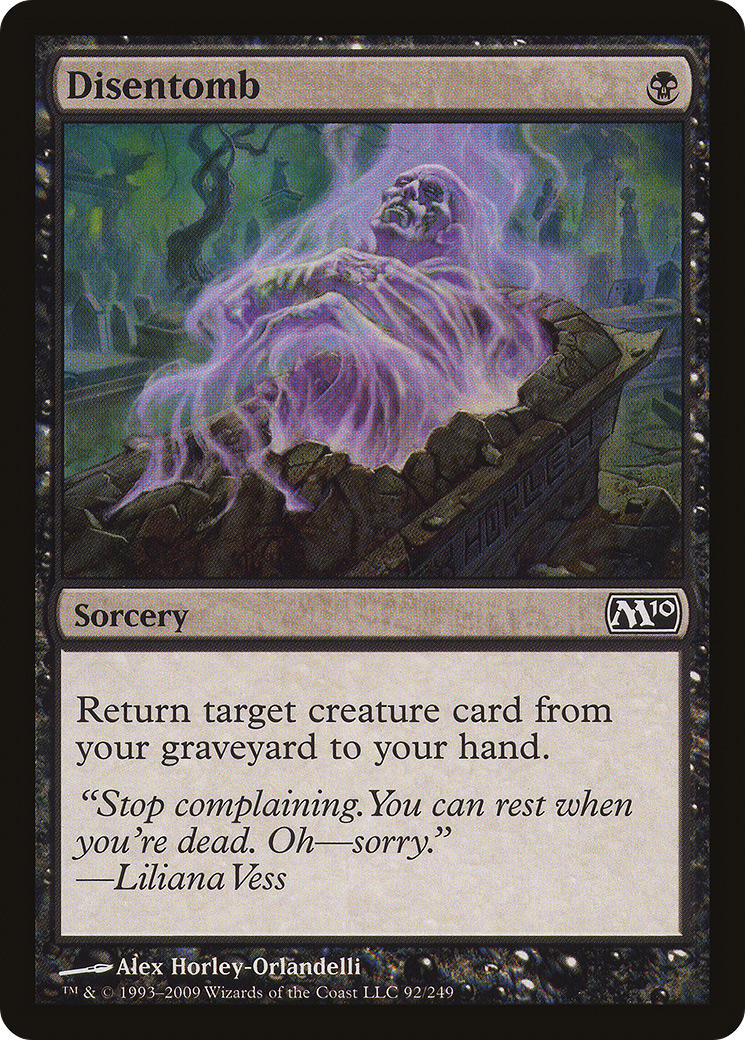 Disentomb
HORLEY
Sorcery
M10
Return target creature card from
your graveyard to your hand.
“Stop complaining. You can rest when
you’re dead. Oh—sorry.”
—Liliana Vess
Alex Horley-Orlandelli
™ & © 1993–2009 Wizards of the Coast LLC 92/249